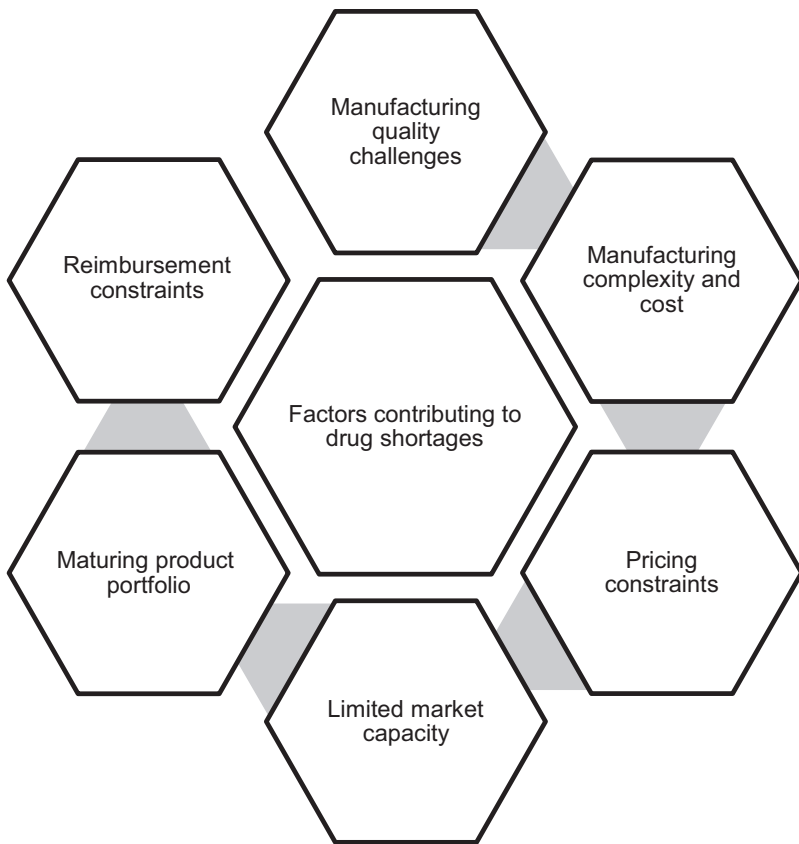 Manufacturing
quality
challenges
Manufacturing
complexity and
cost
Pricing
constraints
Limited market
capacity
Maturing product
portfolio
Reimbursement
constraints
Factors contributing to
drug shortages